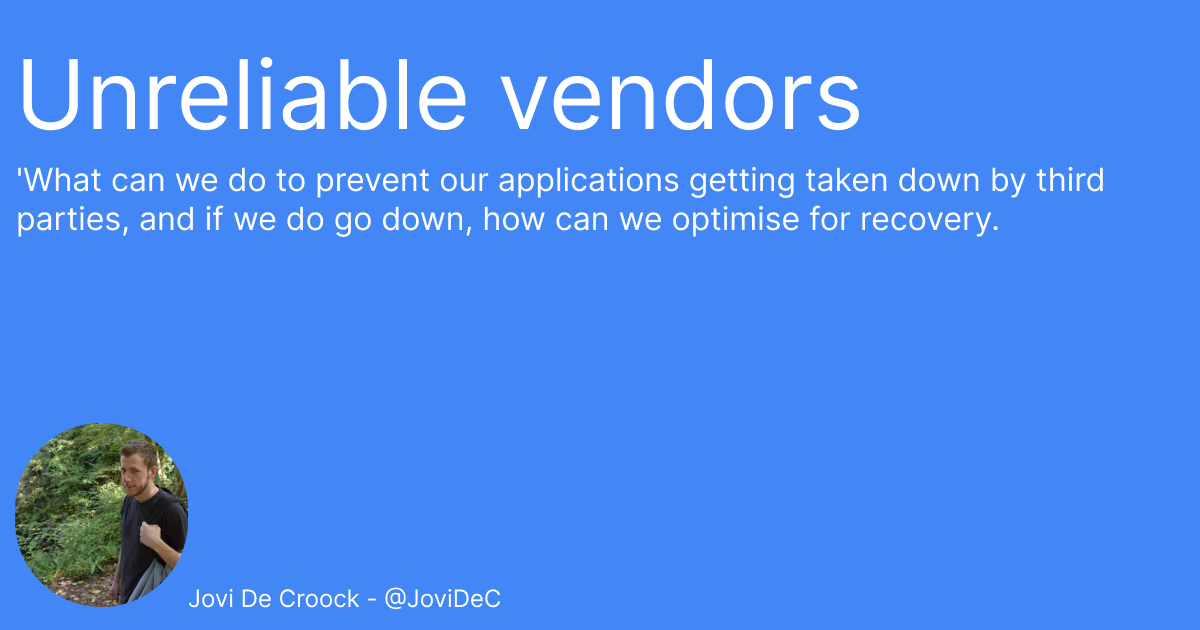 Unreliable vendors
'What can we do to prevent our applications getting taken down by third
parties, and if we do go down, how can we optimise for recovery.
Jovi De Croock - @JoviDeC